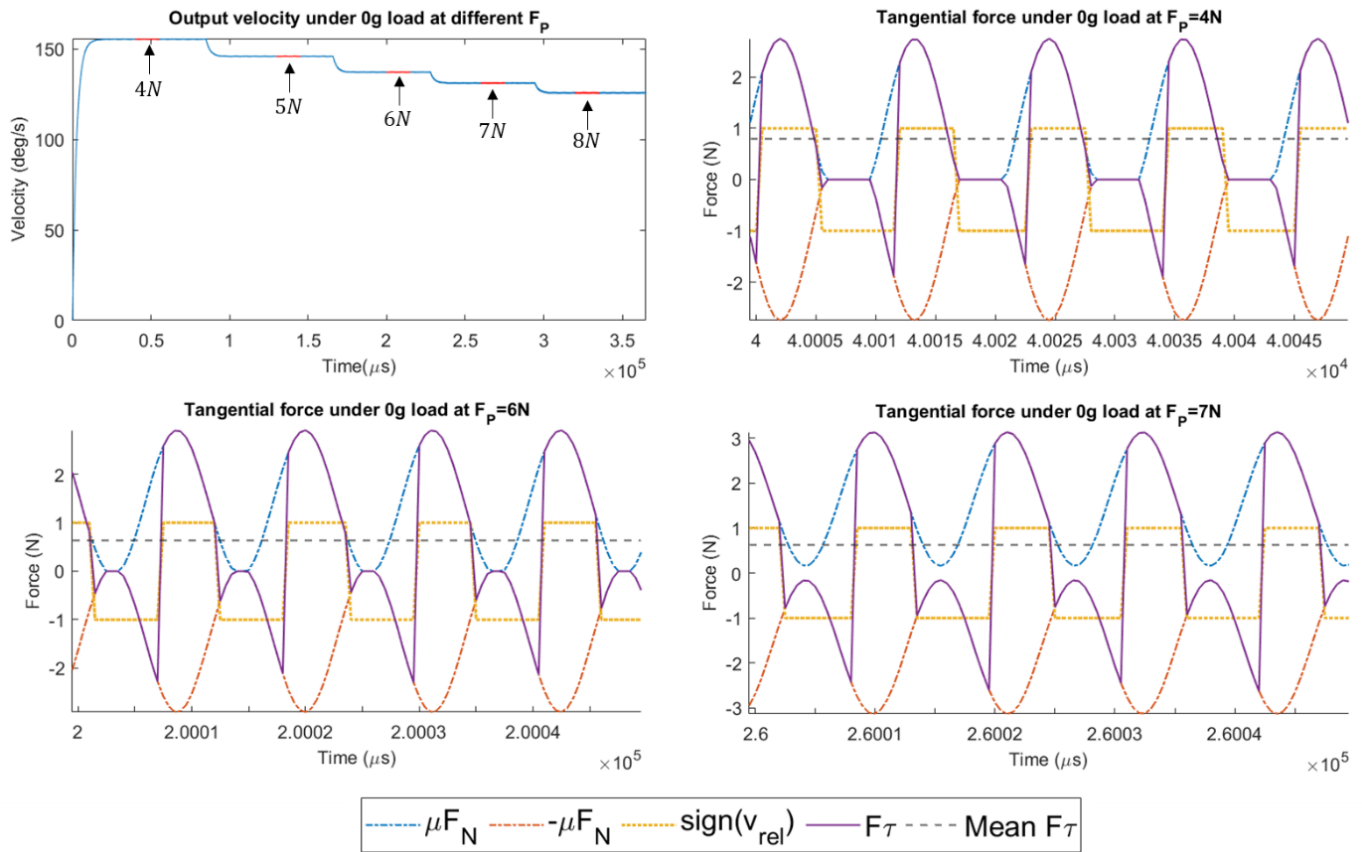 Output velocity under 0g load at different F_P
Velocity (deg/s)
150
100
50
0
4N
5N
6N
7N
8N
0 0.5 1 1.5 2 2.5 3 3.5
Time(μs)
×10^5
Tangential force under 0g load at F_P=4N
Force (N)
2
1
0
-1
-2
4 4.0005 4.001 4.0015 4.002 4.0025 4.003 4.0035 4.004 4.0045
Time (μs)
×10^4
Tangential force under 0g load at F_P=6N
Force (N)
2
1
0
-1
-2
2 2.0001 2.0002 2.0003 2.0004
Time (μs)
×10^5
Tangential force under 0g load at F_P=7N
Force (N)
3
2
1
0
-1
-2
-3
2.6 2.6001 2.6002 2.6003 2.6004
Time (μs)
×10^5
μF_N -μF_N sign(v_rel) Fτ Mean Fτ